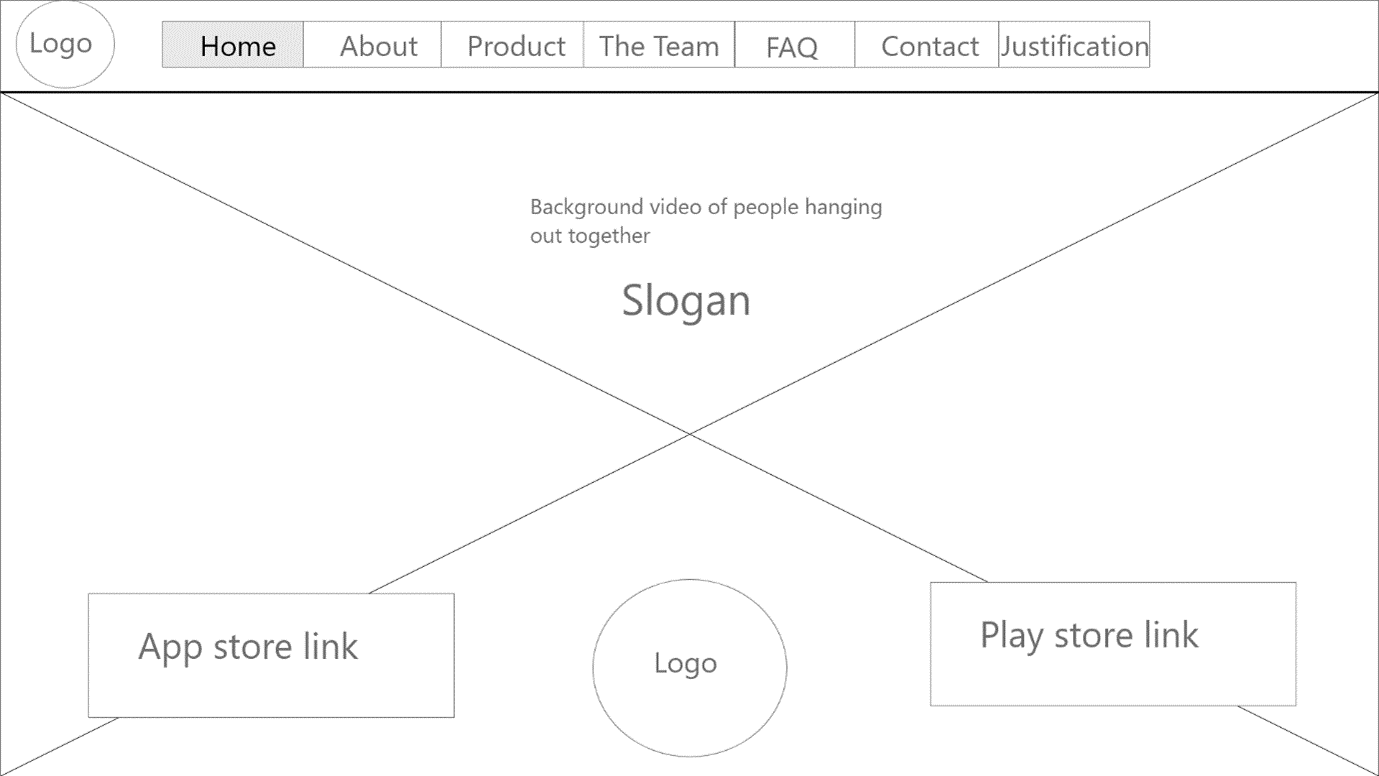 Logo
Home
About
Product
The Team
FAQ
Contact
Justification
Background video of people hanging
out together
Slogan
App store link
Logo
Play store link